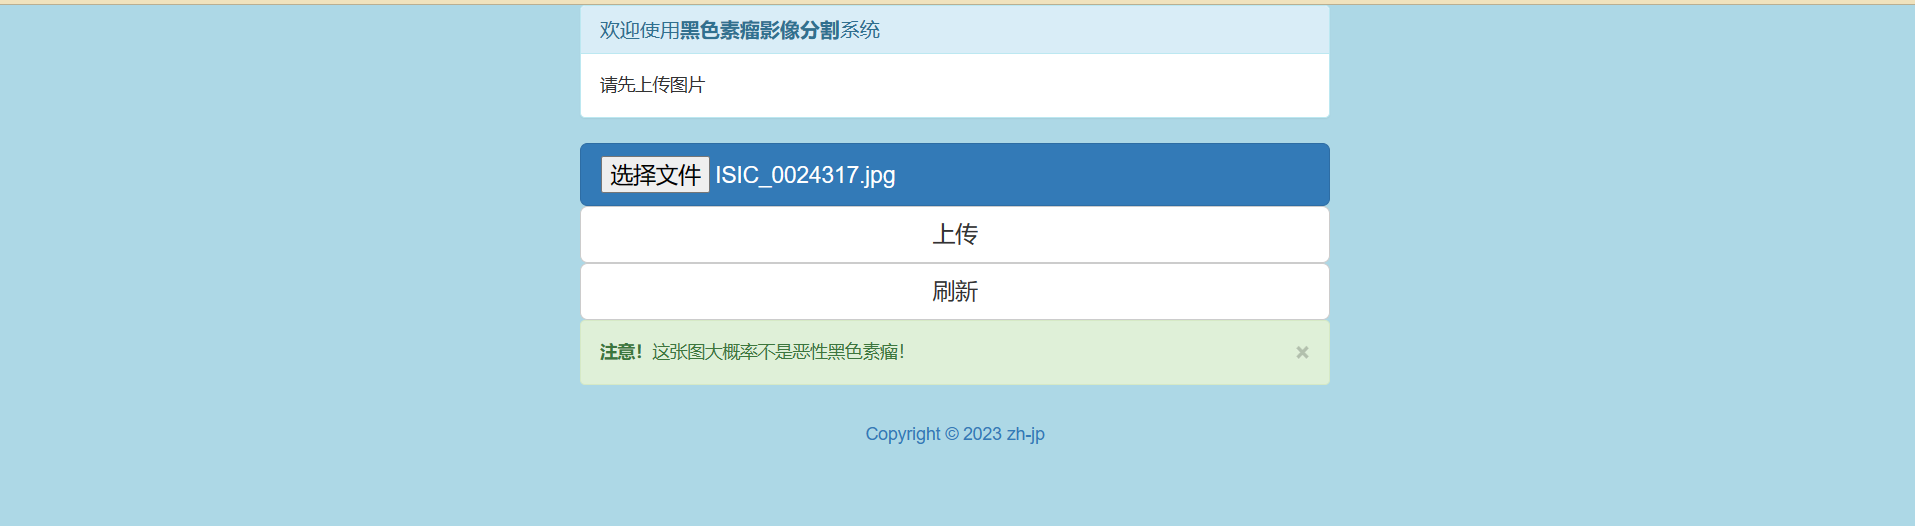 欢迎使用黑色素瘤影像分割系统
请先上传图片
选择文件 ISIC_0024317.jpg
上传
刷新
注意！这张图大概率不是恶性黑色素瘤！ ×
Copyright © 2023 zh-jp